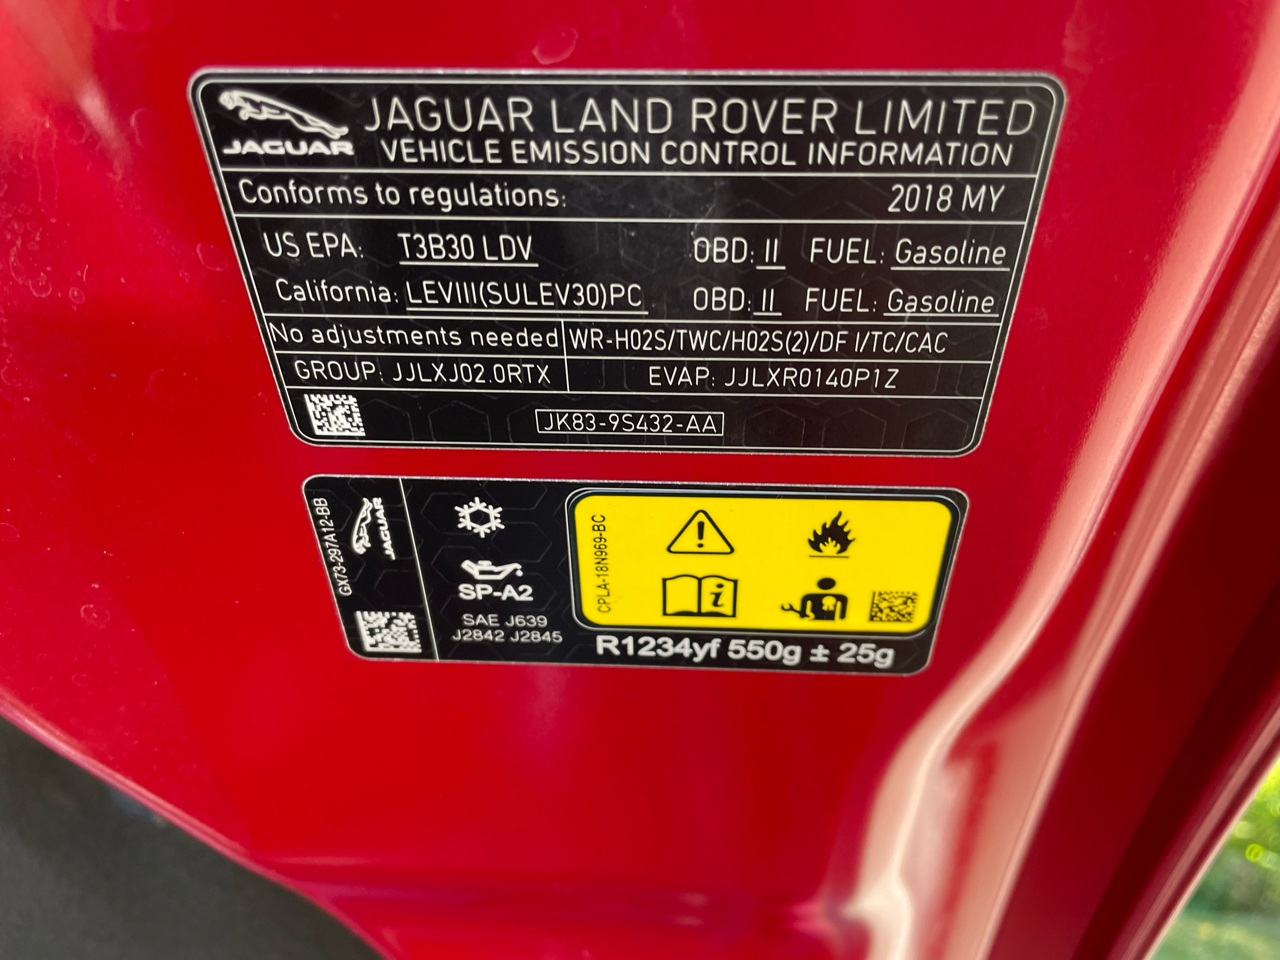 JAGUAR
JAGUAR LAND ROVER LIMITED
VEHICLE EMISSION CONTROL INFORMATION
Conforms to regulations: 2018 MY
US EPA: T3B30 LDV OBD: II FUEL: Gasoline
California: LEVIII(SULEV30)PC OBD: II FUEL: Gasoline
No adjustments needed WR-HO2S/TWC/HO2S(2)/DF I/TC/CAC
GROUP: JJLXJ02.0RTX EVAP: JJLXR0140P1Z
JK83-9S432-AA
GX73-297A12-BB
JAGUAR
SP-A2
SAE J639
J2842 J2845
CPLA-18N969-BC
R1234yf 550g ± 25g